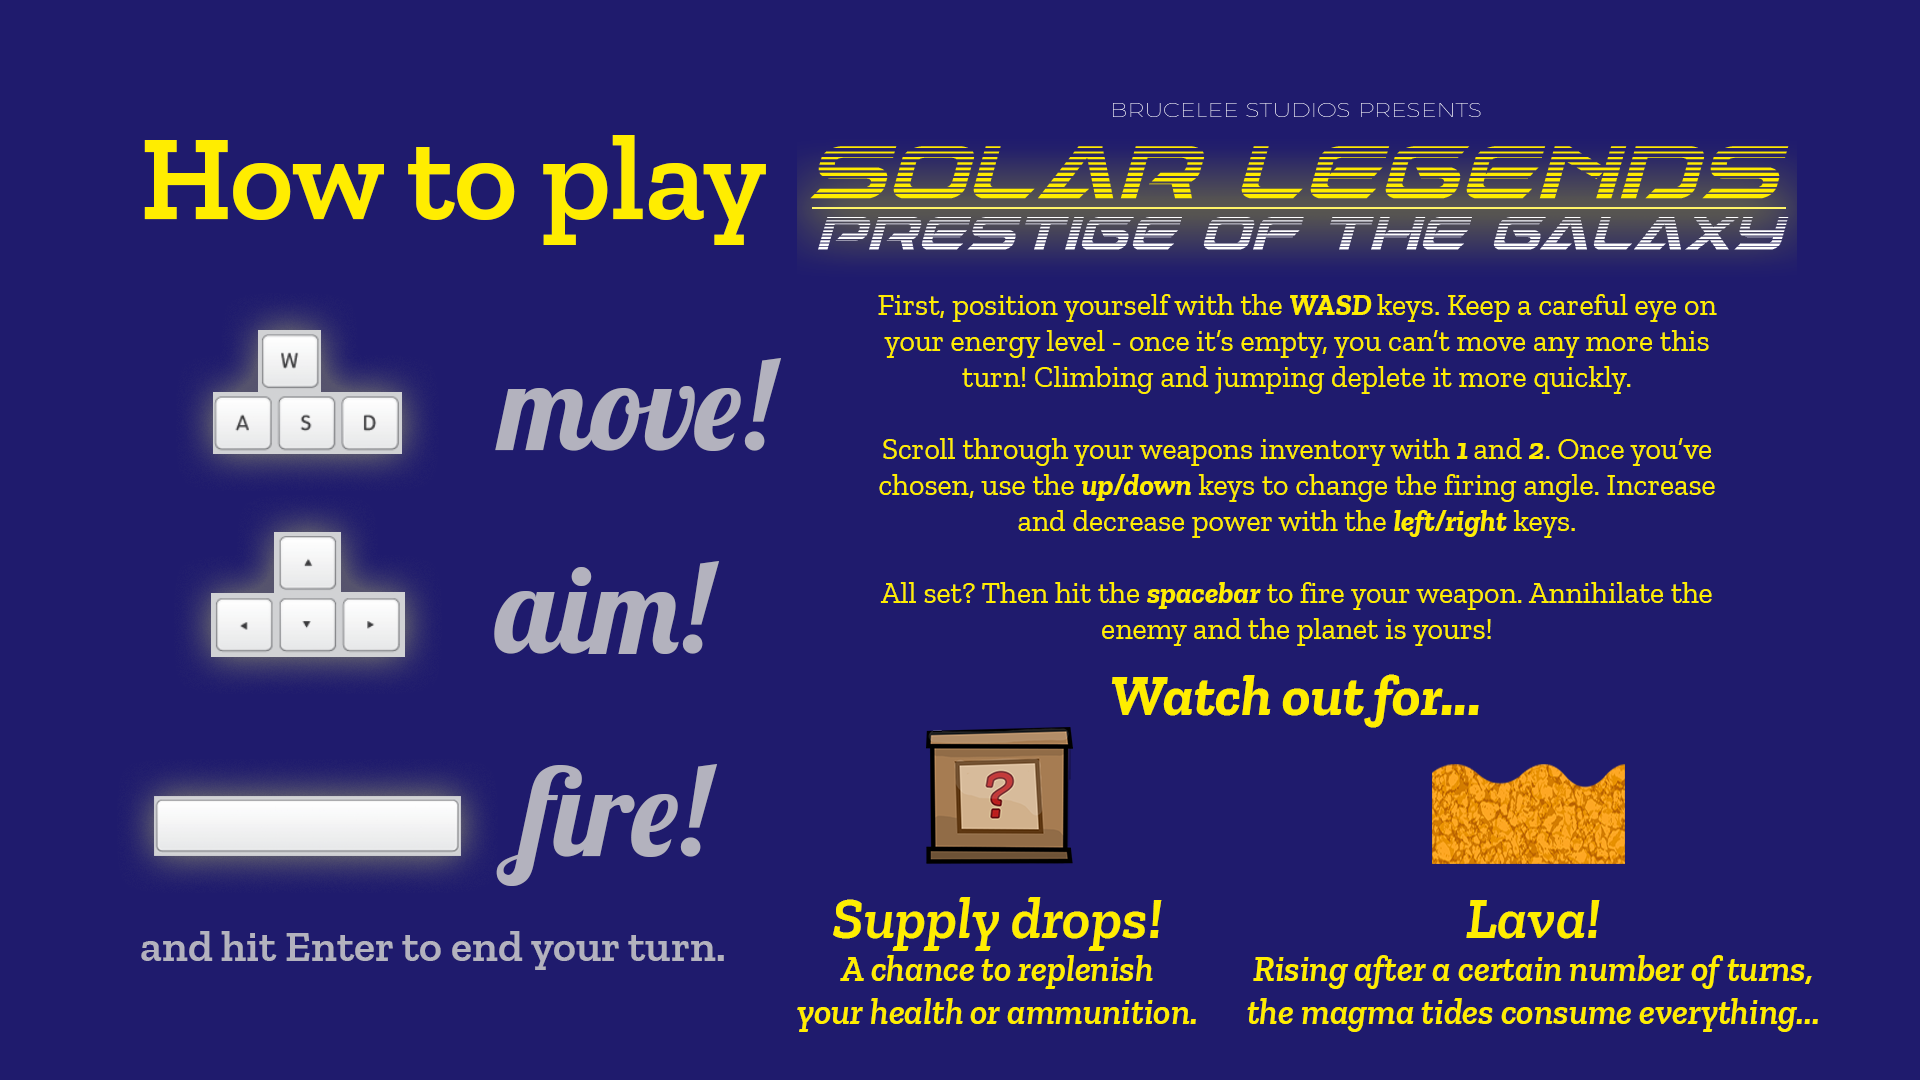 How to play
W
A S D
move!
aim!
fire!
and hit Enter to end your turn.
BRUCELEE STUDIOS PRESENTS
SOLAR LEGENDS
PRESTIGE OF THE GALAXY
First, position yourself with the WASD keys. Keep a careful eye on
your energy level - once it's empty, you can't move any more this
turn! Climbing and jumping deplete it more quickly.
Scroll through your weapons inventory with 1 and 2. Once you've
chosen, use the up/down keys to change the firing angle. Increase
and decrease power with the left/right keys.
All set? Then hit the spacebar to fire your weapon. Annihilate the
enemy and the planet is yours!
Watch out for...
?
Supply drops!
A chance to replenish
your health or ammunition.
Lava!
Rising after a certain number of turns,
the magma tides consume everything...